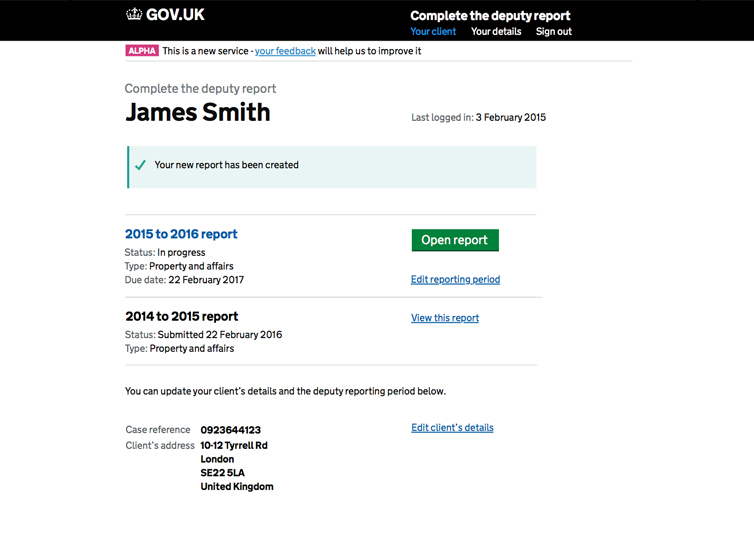 GOV.UK
Complete the deputy report
Your client Your details Sign out
ALPHA This is a new service - your feedback will help us to improve it
Complete the deputy report
James Smith
Last logged in: 3 February 2015
Your new report has been created
2015 to 2016 report
Open report
Status: In progress
Type: Property and affairs
Due date: 22 February 2017
Edit reporting period
2014 to 2015 report
View this report
Status: Submitted 22 February 2016
Type: Property and affairs
You can update your client's details and the deputy reporting period below.
Case reference 0923644123
Edit client's details
Client's address 10-12 Tyrrell Rd
London
SE22 5LA
United Kingdom